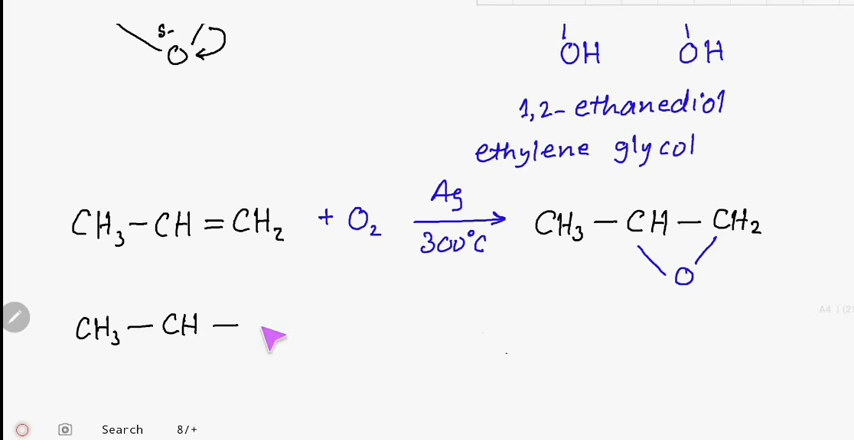 δ-
O
OH OH
1,2-ethanediol
ethylene glycol
CH₃-CH=CH₂ + O₂ Ag 300°C CH₃-CH-CH₂
O
CH₃-CH-
Search 8/+